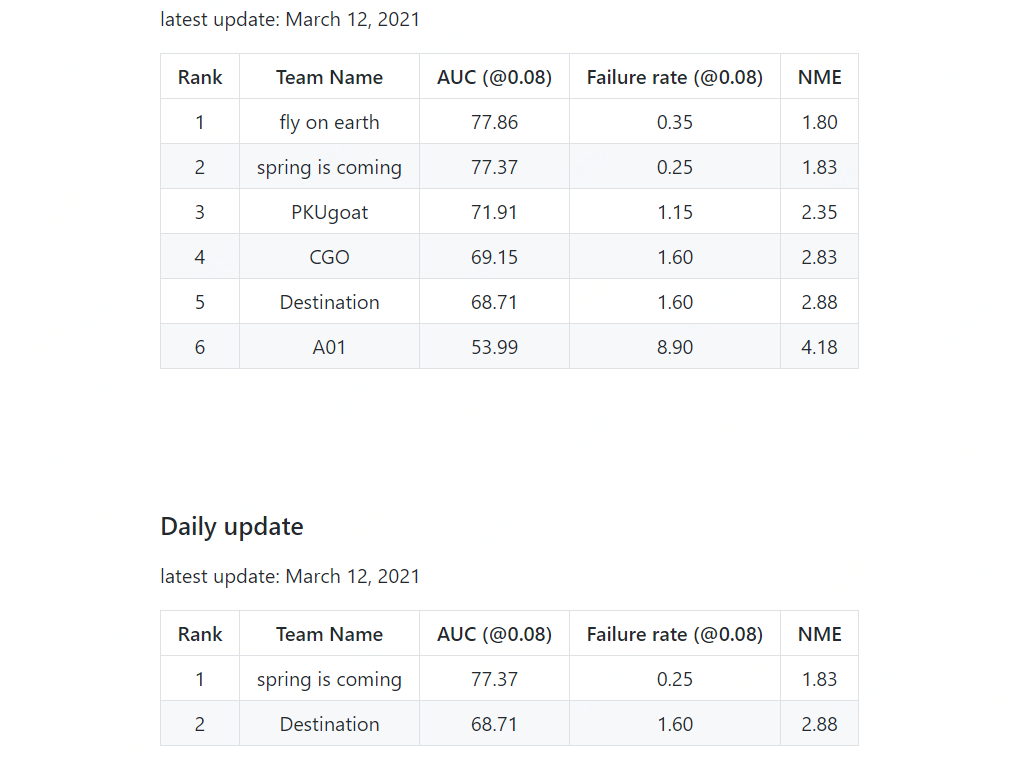 latest update: March 12, 2021
Rank Team Name AUC (@0.08) Failure rate (@0.08) NME
1 fly on earth 77.86 0.35 1.80
2 spring is coming 77.37 0.25 1.83
3 PKUgoat 71.91 1.15 2.35
4 CGO 69.15 1.60 2.83
5 Destination 68.71 1.60 2.88
6 A01 53.99 8.90 4.18
Daily update
latest update: March 12, 2021
Rank Team Name AUC (@0.08) Failure rate (@0.08) NME
1 spring is coming 77.37 0.25 1.83
2 Destination 68.71 1.60 2.88